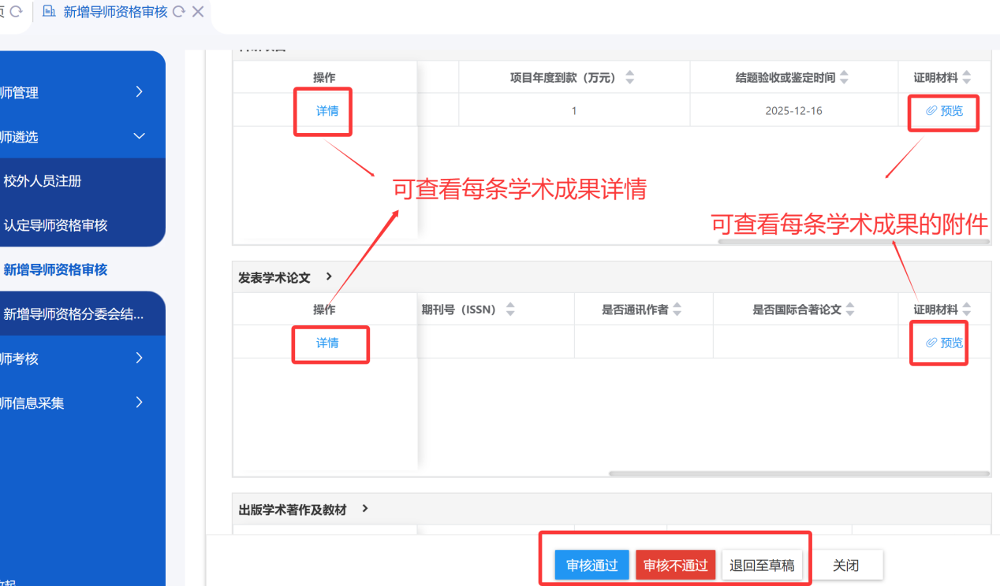 页
新增导师资格审核
操作
项目年度到款（万元）
结题验收或鉴定时间
证明材料
详情
1
2025-12-16
预览
师管理
师遴选
校外人员注册
认定导师资格审核
新增导师资格审核
新增导师资格分委会结...
师考核
师信息采集
可查看每条学术成果详情
可查看每条学术成果的附件
发表学术论文
操作
期刊号（ISSN）
是否通讯作者
是否国际合著论文
证明材料
详情
预览
出版学术著作及教材
审核通过
审核不通过
退回至草稿
关闭